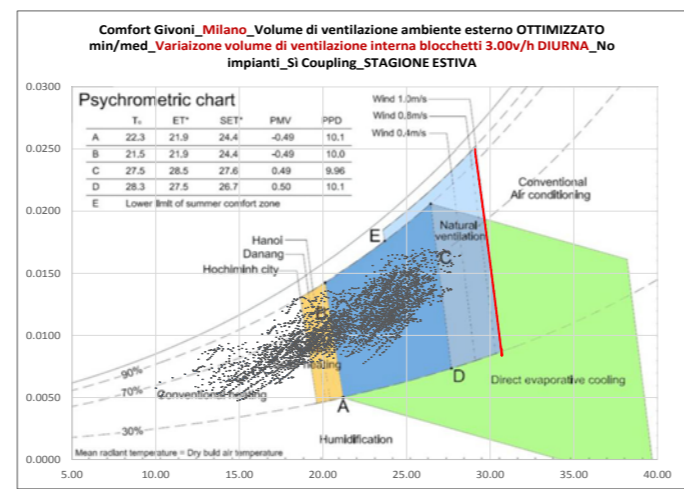 Comfort Givoni_Milano_Volume di ventilazione ambiente esterno OTTIMIZZATO
min/med_Variaizone volume di ventilazione interna blocchetti 3.00v/h DIURNA_No
impianti_Sì Coupling_STAGIONE ESTIVA
0.0300
0.0250
0.0200
0.0150
0.0100
0.0050
0.0000
Psychrometric chart
ET* SET* PMV PPD
A 22.3 21.9 24.4 -0.49 10.1
B 21.5 21.9 24.4 -0.49 10.0
C 27.5 28.5 27.6 0.49 9.96
D 28.3 27.5 26.7 0.50 10.1
E Lower limit of summer comfort zone
Wind 1.0m/s
Wind 0.8m/s
Wind 0.4m/s
Conventional
Air conditioning
Natural
ventilation
E
C
Hanoi
Danang
Hochiminh city
B
heating
90%
70%
30%
Conventional heating
A
D
Direct evaporative cooling
Humidification
Mean radiant temperature = Dry buld air temperature
5.00 10.00 15.00 20.00 25.00 30.00 35.00 40.00